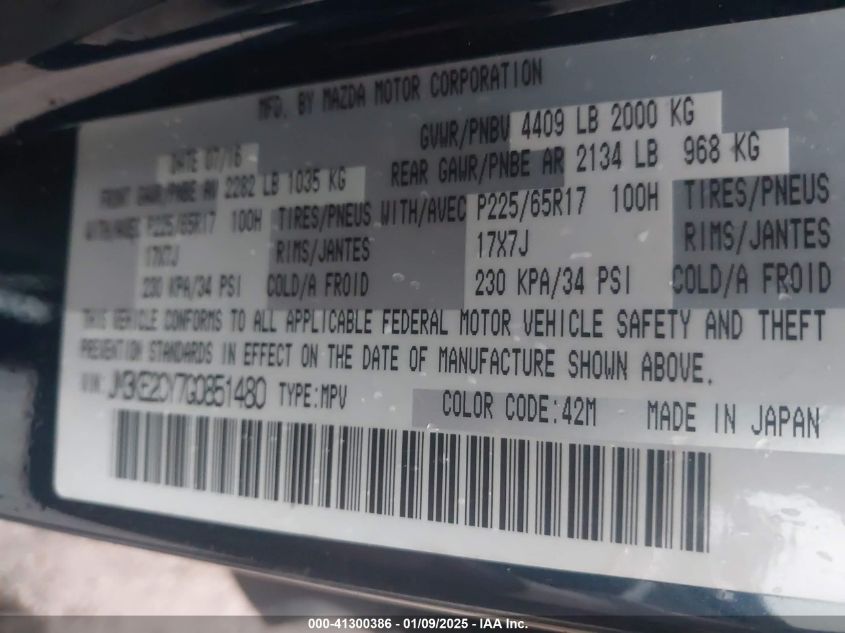 MFD. BY MAZDA MOTOR CORPORATION
DATE 07/16 GVWR/PNBV 4409 LB 2000 KG
FRONT GAWR/PNBE AV 2282 LB 1035 KG REAR GAWR/PNBE AR 2134 LB 968 KG
WITH/AVEC P225/65R17 100H TIRES/PNEUS WITH/AVEC P225/65R17 100H TIRES/PNEUS
17X7J RIMS/JANTES 17X7J RIMS/JANTES
230 KPA/34 PSI COLD/A FROID 230 KPA/34 PSI COLD/A FROID
THIS VEHICLE CONFORMS TO ALL APPLICABLE FEDERAL MOTOR VEHICLE SAFETY AND THEFT
PREVENTION STANDARDS IN EFFECT ON THE DATE OF MANUFACTURE SHOWN ABOVE.
VIN: JM3KE2CY7G0851480 TYPE:MPV COLOR CODE:42M MADE IN JAPAN
000-41300386 - 01/09/2025 - IAA Inc.